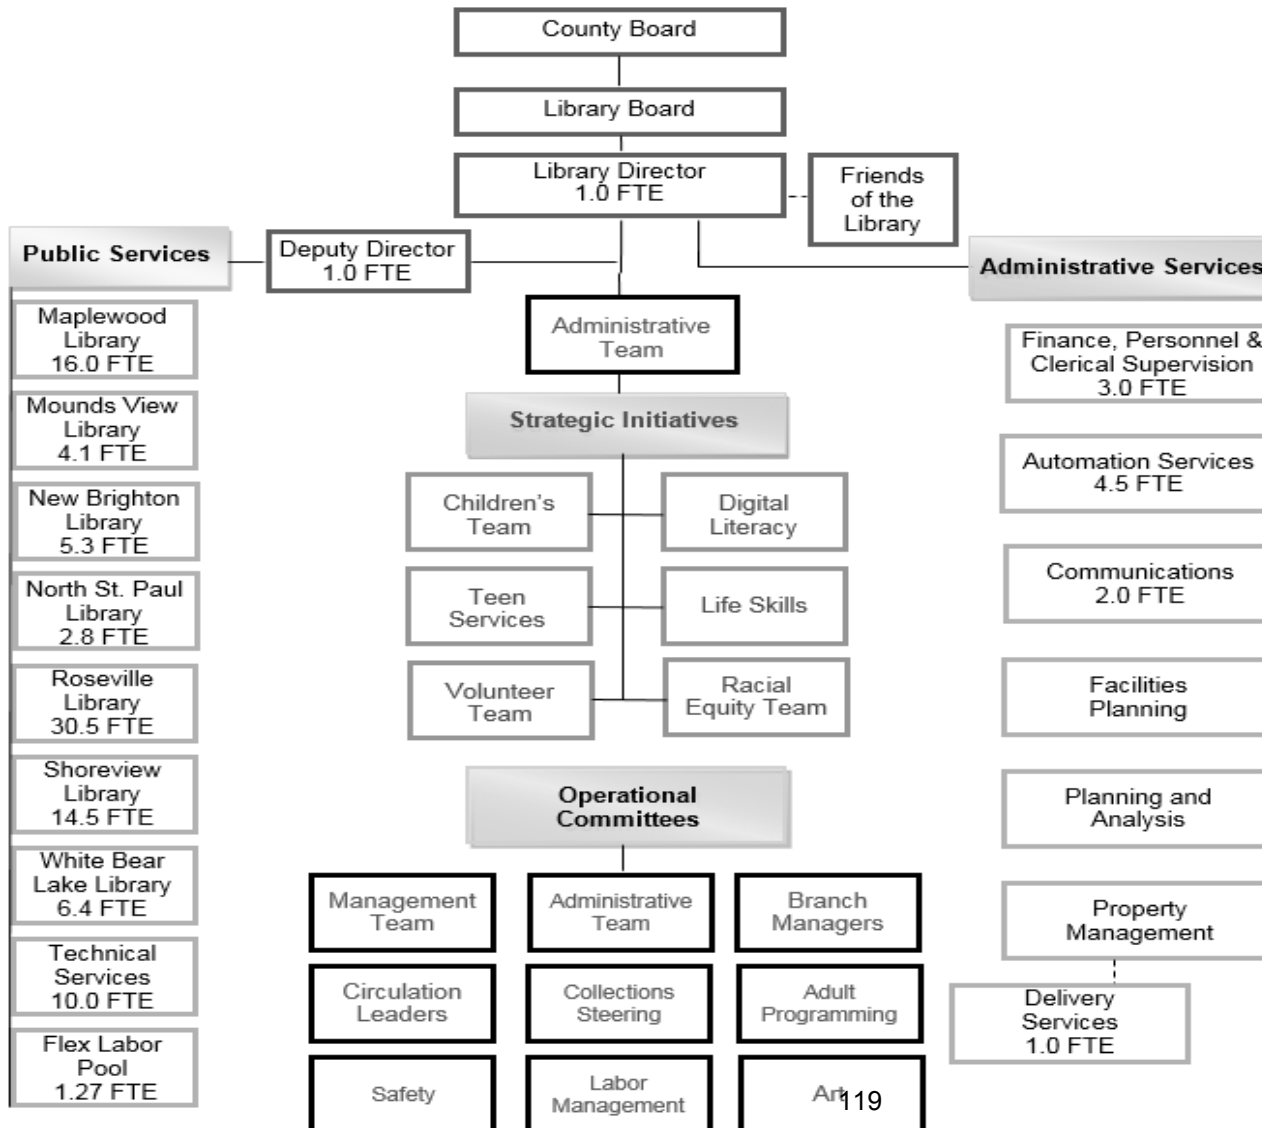 County Board
Library Board
Library Director
1.0 FTE
Friends
of the
Library
Public Services
Deputy Director
1.0 FTE
Administrative Services
Maplewood
Library
16.0 FTE
Mounds View
Library
4.1 FTE
New Brighton
Library
5.3 FTE
North St. Paul
Library
2.8 FTE
Roseville
Library
30.5 FTE
Shoreview
Library
14.5 FTE
White Bear
Lake Library
6.4 FTE
Technical
Services
10.0 FTE
Flex Labor
Pool
1.27 FTE
Administrative
Team
Strategic Initiatives
Children's
Team
Digital
Literacy
Teen
Services
Life Skills
Volunteer
Team
Racial
Equity Team
Operational
Committees
Management
Team
Administrative
Team
Branch
Managers
Circulation
Leaders
Collections
Steering
Adult
Programming
Safety
Labor
Management
Art
119
Finance, Personnel &
Clerical Supervision
3.0 FTE
Automation Services
4.5 FTE
Communications
2.0 FTE
Facilities
Planning
Planning and
Analysis
Property
Management
Delivery
Services
1.0 FTE